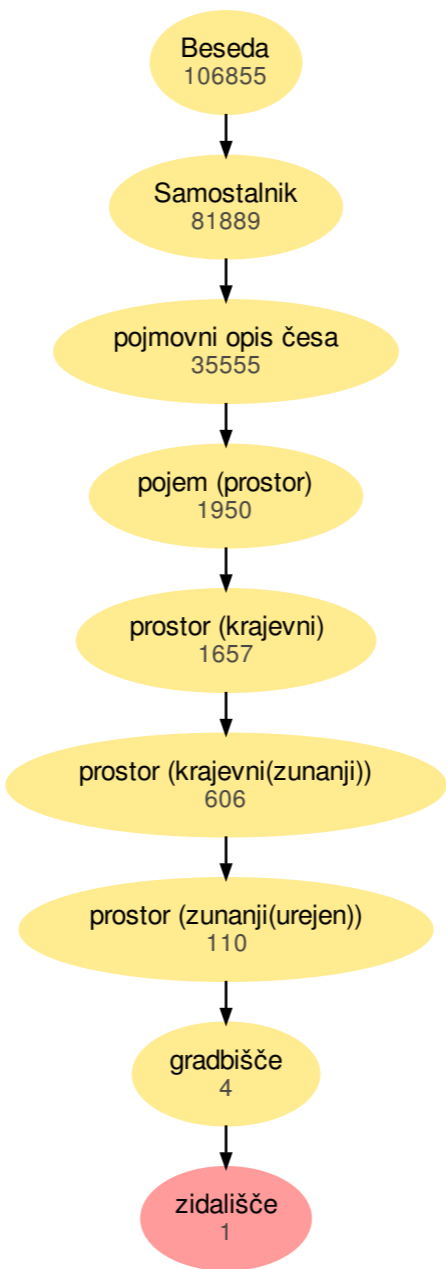 Beseda
106855
Samostalnik
81889
pojmovni opis česa
35555
pojem (prostor)
1950
prostor (krajevni)
1657
prostor (krajevni(zunanji))
606
prostor (zunanji(urejen))
110
gradbišče
4
zidališče
1